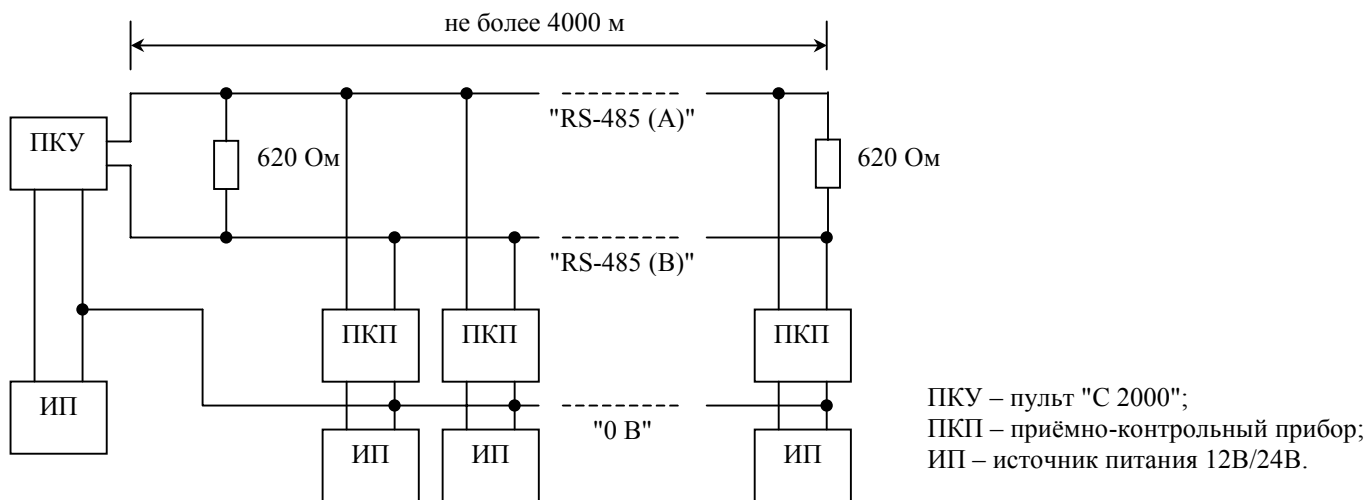 не более 4000 м
"RS-485 (A)"
ПКУ
620 Ом
620 Ом
"RS-485 (B)"
ПКП
ПКП
ПКП
ИП
"0 В"
ИП
ИП
ИП
ПКУ – пульт "С 2000";
ПКП – приёмно-контрольный прибор;
ИП – источник питания 12В/24В.